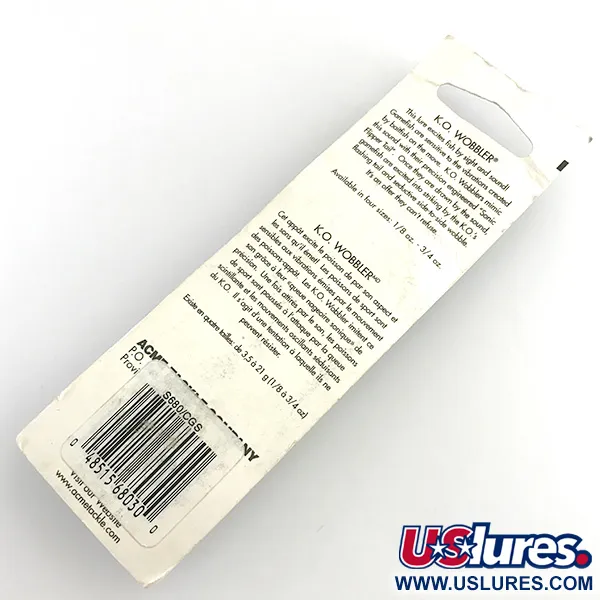 K.O. WOBBLER®
This lure excites fish by sight and sound!
Gamefish are sensitive to the vibrations created
by baitfish on the move. K.O. Wobblers mimic
this sound with their precision engineered "Sonic
Flipper Tail". Once they are drawn by the sound,
gamefish are excited into striking by the K.O.'s
flashing tail and seductive side-to-side wobble.
It's an offer they can't refuse.
Available in four sizes: 1/8 oz. - 3/4 oz.
K.O. WOBBLER
Cet appât excite le poisson de par son aspect et
les sons qu'il émet! Les poissons de sport sont
sensibles aux vibrations émises par le mouvement
des poissons-appât. Les K.O. Wobbler imitent ce
son grâce à leur «queue nageoire sonique» de
précision. Une fois attirés par le son, les poissons
de sport sont poussés à l'attaque par la queue
scintillante et les mouvements oscillants séduisants
du K.O. Il s'agit d'une tentation à laquelle ils ne
peuvent résister.
Existe en quatre tailles: de 3,5 à 21 g (1/8 à 3/4 oz)
ACME COMPANY
P.O.
Provi
S680/CGS
0 48515 68030 0
Visit our Website
www.acmetackle.com
USlures.
WWW.USLURES.COM